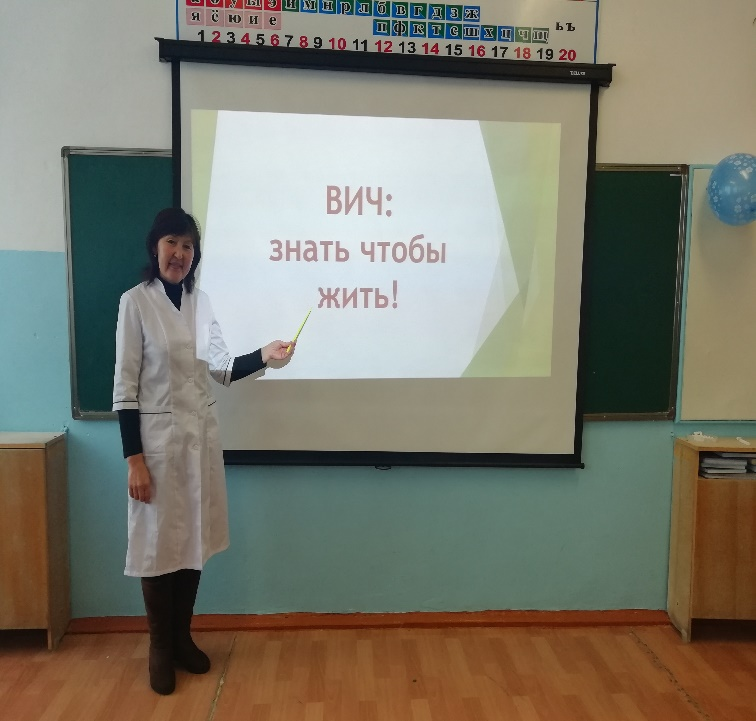 а о у ы э и м н р л б в г д з ж
я ё ю и е п ф к т с ш х ц ч щ ь ъ
1 2 3 4 5 6 7 8 9 10 11 12 13 14 15 16 17 18 19 20
ВИЧ:
знать чтобы
жить!